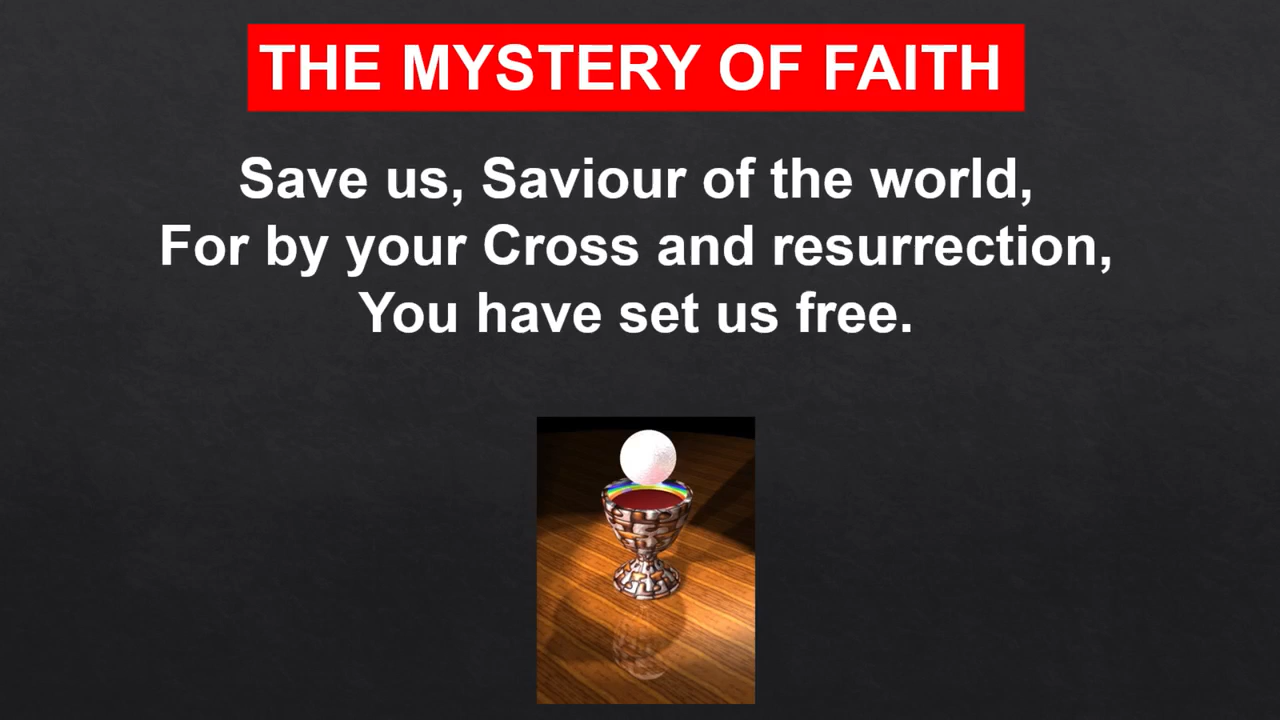 THE MYSTERY OF FAITH
Save us, Saviour of the world,
For by your Cross and resurrection,
You have set us free.